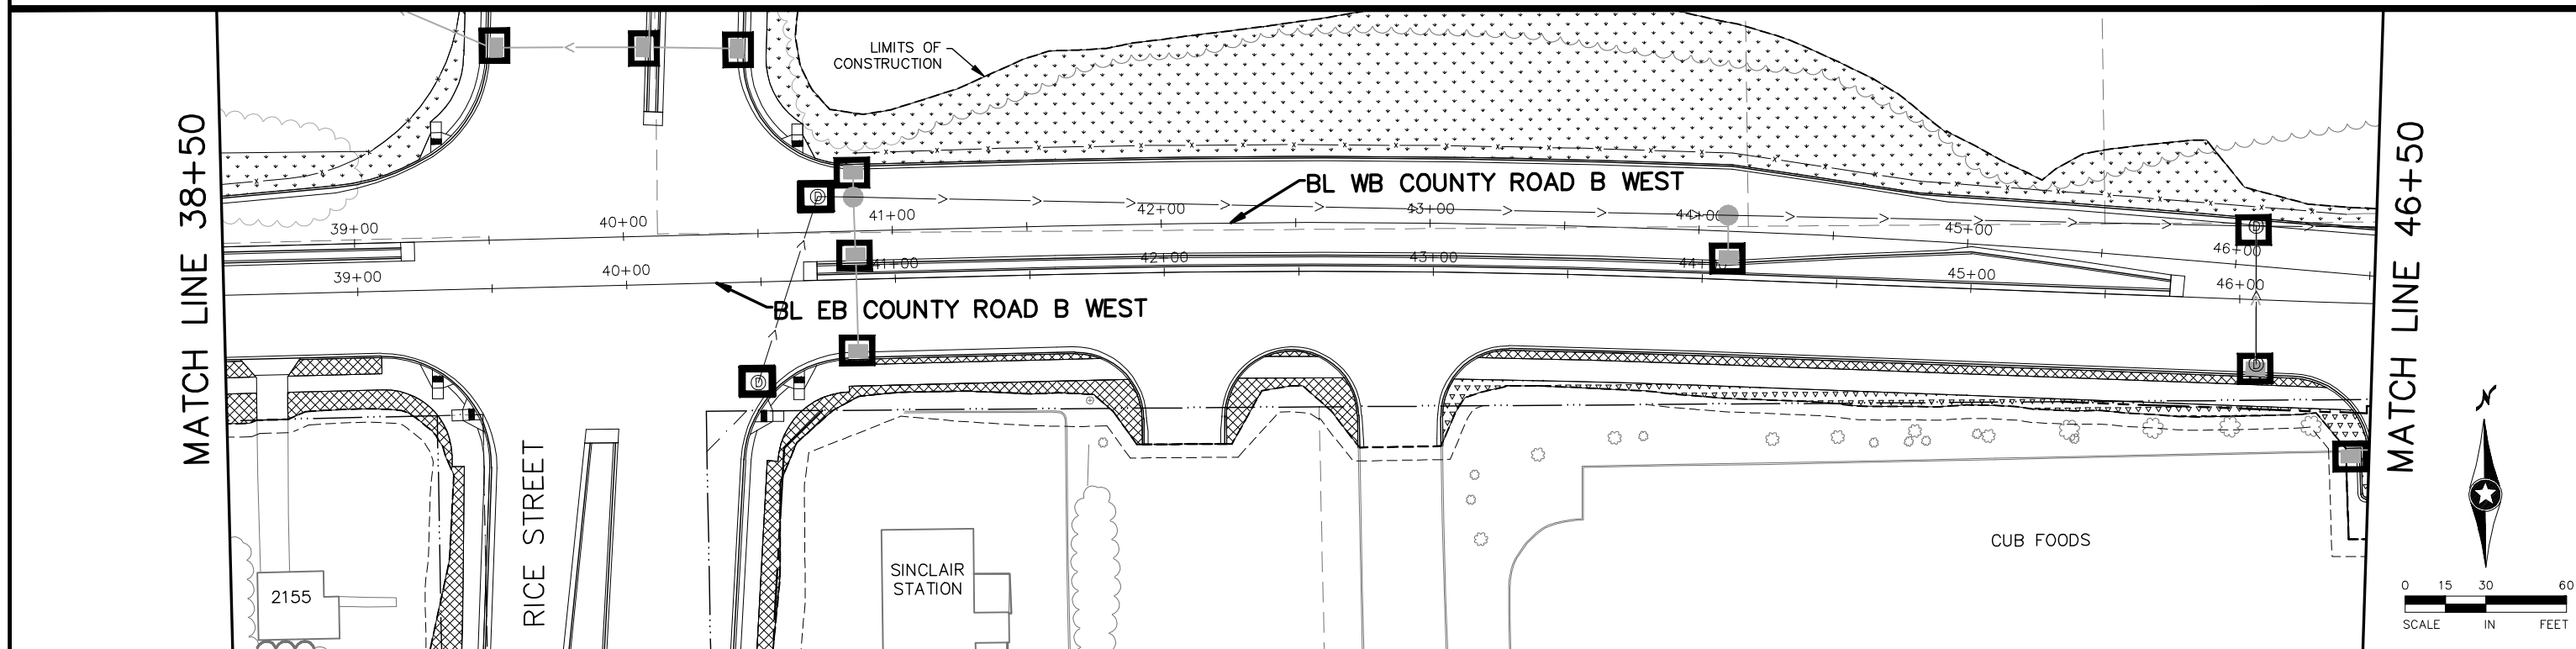 LIMITS OF
CONSTRUCTION
MATCH LINE 38+50
MATCH LINE 46+50
BL WB COUNTY ROAD B WEST
39+00
40+00
41+00
42+00
43+00
44+00
45+00
46+00
39+00
40+00
41+00
42+00
43+00
44+00
45+00
46+00
BL EB COUNTY ROAD B WEST
D
D
D
D
N
RICE STREET
2155
SINCLAIR
STATION
CUB FOODS
0 15 30 60
SCALE IN FEET